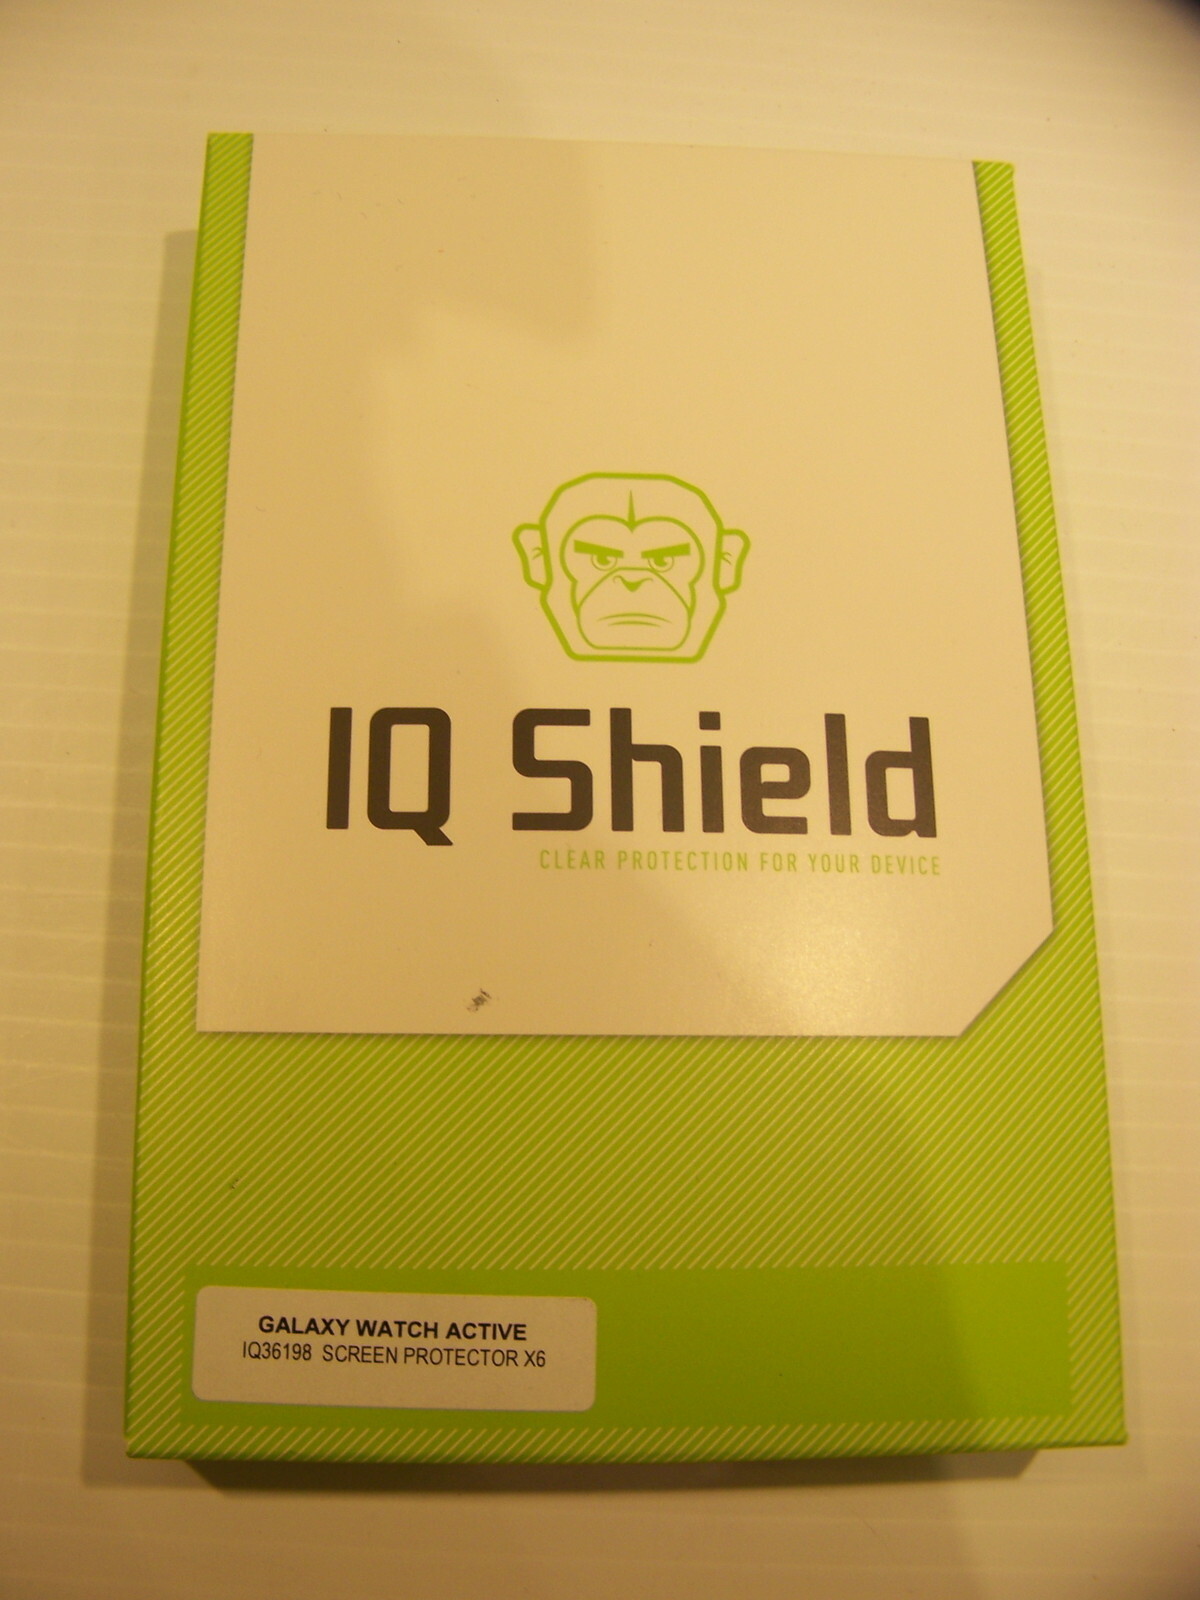 IQ Shield
CLEAR PROTECTION FOR YOUR DEVICE
GALAXY WATCH ACTIVE
IQ36198 SCREEN PROTECTOR X6